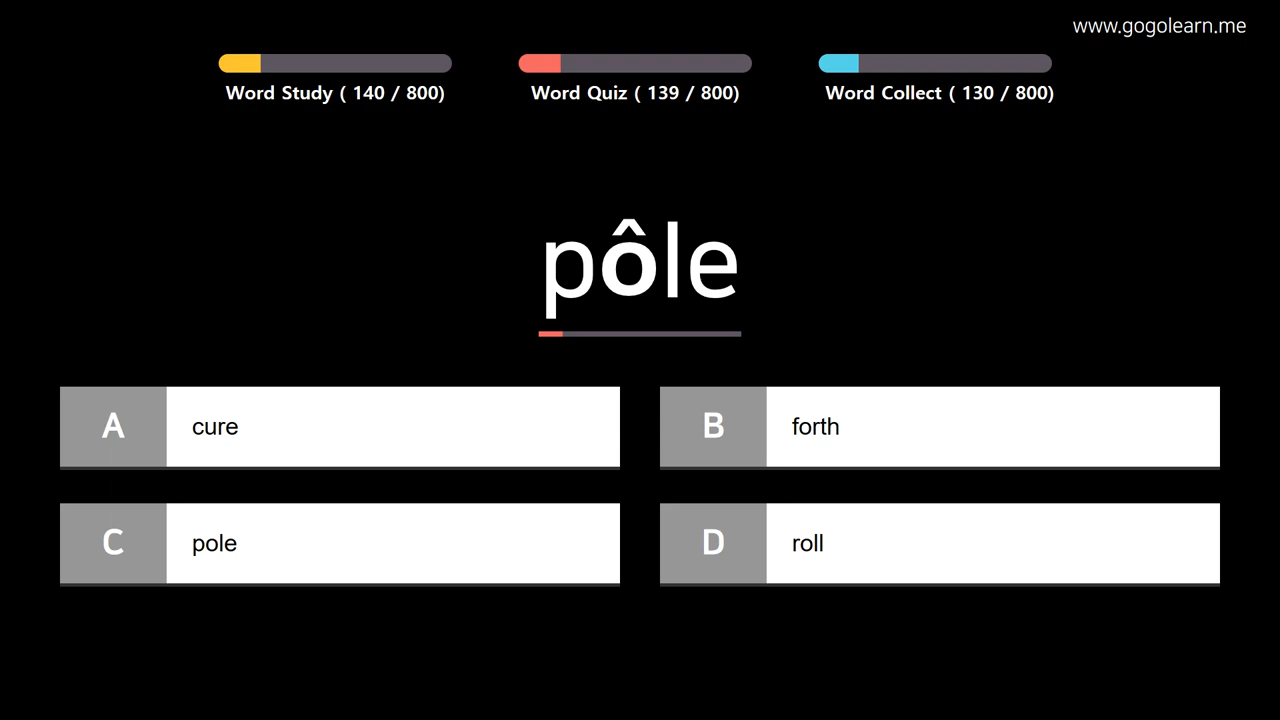 www.gogolearn.me
Word Study ( 140 / 800)
Word Quiz ( 139 / 800)
Word Collect ( 130 / 800)
pôle
A cure
B forth
C pole
D roll